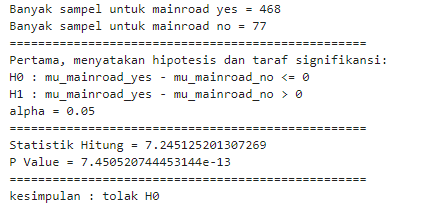 Banyak sampel untuk mainroad yes = 468
Banyak sampel untuk mainroad no = 77
==================================================
Pertama, menyatakan hipotesis dan taraf signifikansi:
H0 : mu_mainroad_yes - mu_mainroad_no <= 0
H1 : mu_mainroad_yes - mu_mainroad_no > 0
alpha = 0.05
==================================================
Statistik Hitung = 7.245125201307269
P Value = 7.450520744453144e-13
==================================================
kesimpulan : tolak H0